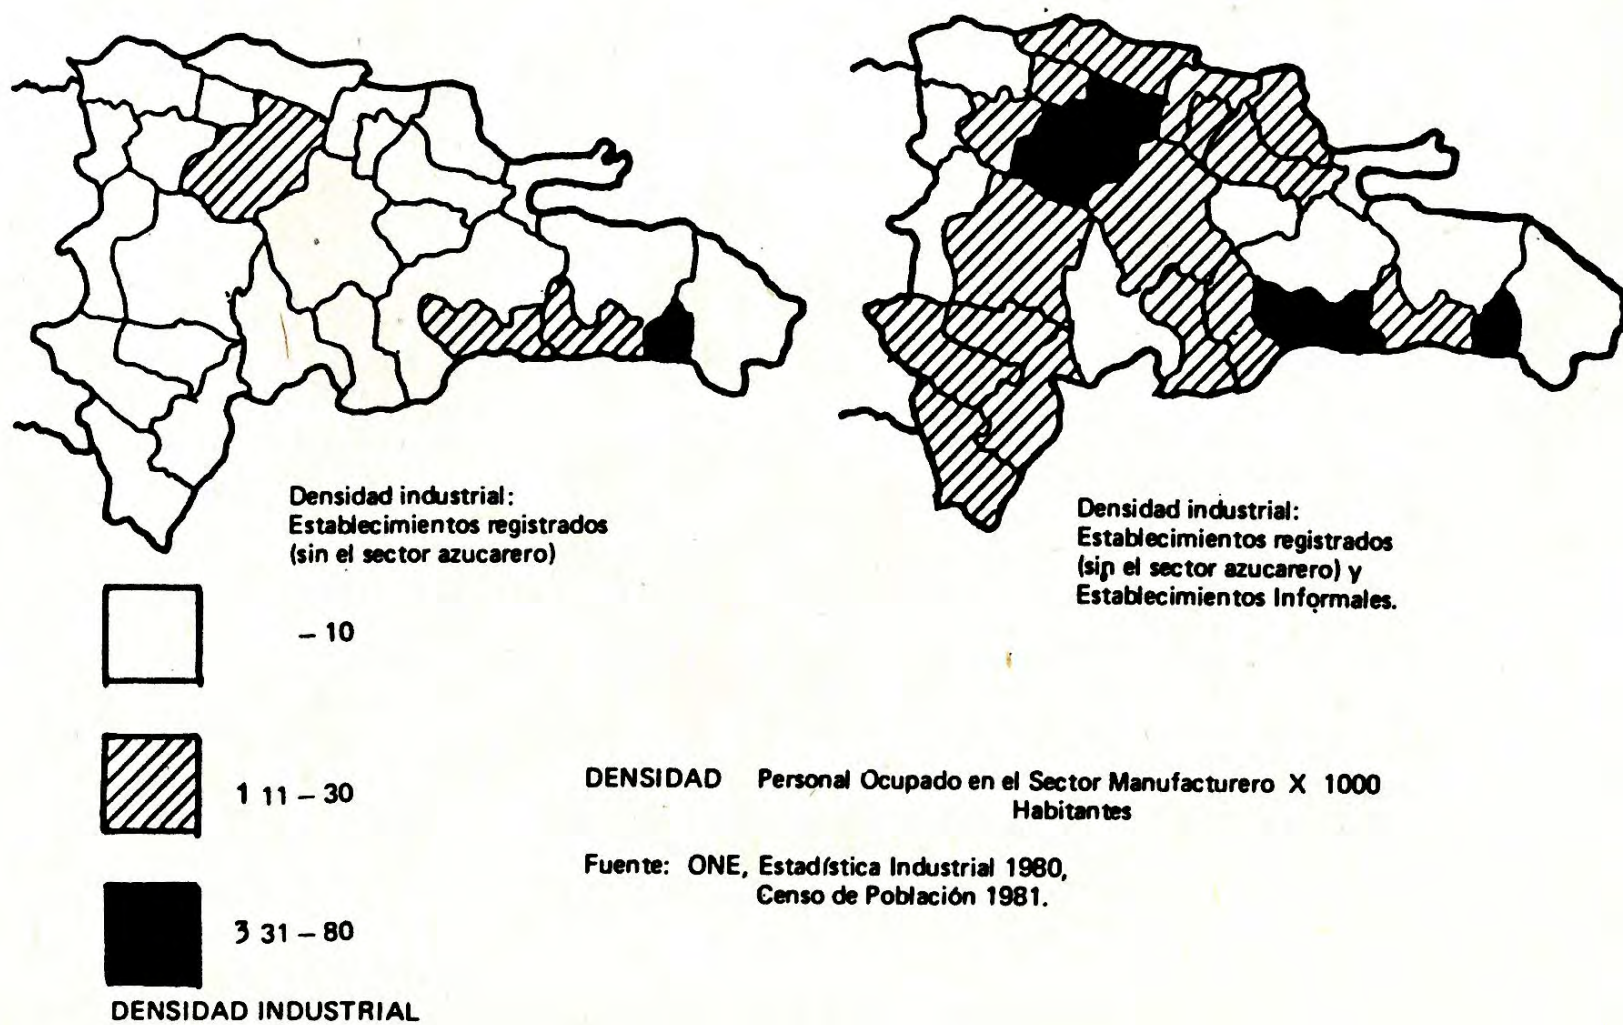 Densidad industrial:
Establecimientos registrados
(sin el sector azucarero)
Densidad industrial:
Establecimientos registrados
(sin el sector azucarero) y
Establecimientos Informales.
– 10
1 11 – 30
3 31 – 80
DENSIDAD INDUSTRIAL
DENSIDAD Personal Ocupado en el Sector Manufacturero X 1000
Habitantes
Fuente: ONE, Estadística Industrial 1980,
Censo de Población 1981.